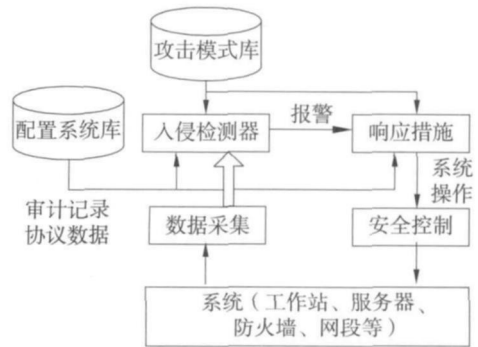 攻击模式库
配置系统库
入侵检测器
报警
响应措施
系统
操作
审计记录
协议数据
数据采集
安全控制
系统（工作站、服务器、
防火墙、网段等）